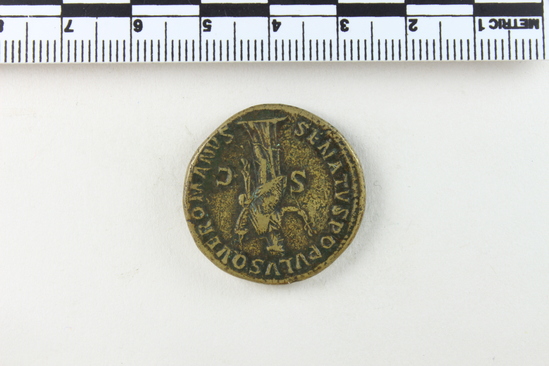 METRIC 1 2 3 4 5 6 7 8
SENATVS POPVLVSQVE ROMANVS
S C